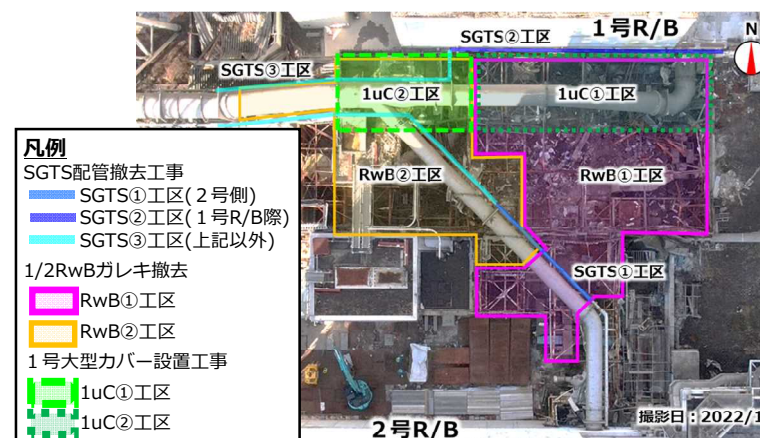 1号R/B
SGTS②工区
N
SGTS③工区
1uC②工区
1uC①工区
RwB②工区
RwB①工区
SGTS①工区
凡例
SGTS配管撤去工事
SGTS①工区(２号側)
SGTS②工区(１号R/B際)
SGTS③工区(上記以外)
1/2RwBガレキ撤去
RwB①工区
RwB②工区
１号大型カバー設置工事
1uC①工区
1uC②工区
2号R/B
撮影日：2022/1